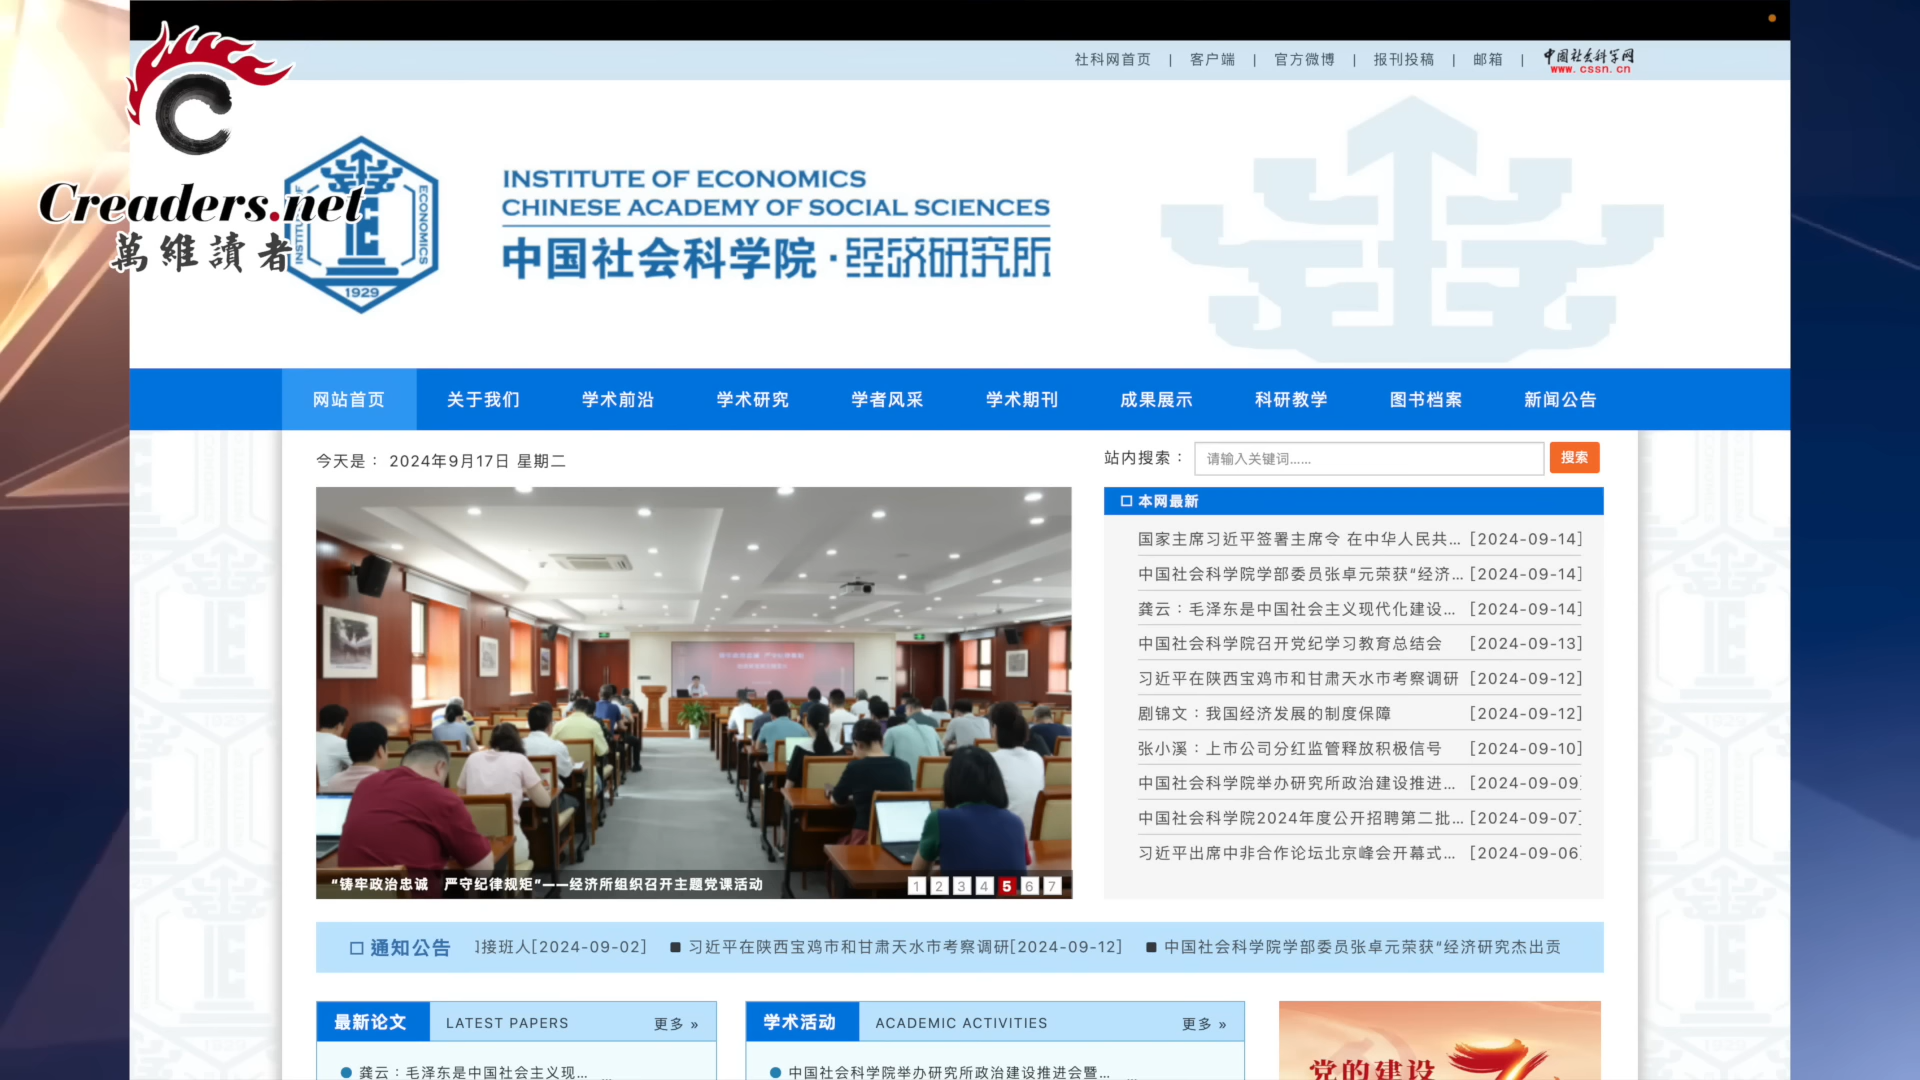 社科网首页 | 客户端 | 官方微博 | 报刊投稿 | 邮箱 | 中国社会科学网
www.cssn.cn
Creaders.net
萬維讀者
ECONOMICS
1929
INSTITUTE OF ECONOMICS
CHINESE ACADEMY OF SOCIAL SCIENCES
中国社会科学院·经济研究所
网站首页 关于我们 学术前沿 学术研究 学者风采 学术期刊 成果展示 科研教学 图书档案 新闻公告
今天是： 2024年9月17日 星期二
站内搜索： 请输入关键词...... 搜索
“铸牢政治忠诚 严守纪律规矩”——经济所组织召开主题党课活动
1 2 3 4 5 6 7
本网最新
国家主席习近平签署主席令 在中华人民共... [2024-09-14]
中国社会科学院学部委员张卓元荣获“经济... [2024-09-14]
龚云：毛泽东是中国社会主义现代化建设... [2024-09-14]
中国社会科学院召开党纪学习教育总结会 [2024-09-13]
习近平在陕西宝鸡市和甘肃天水市考察调研 [2024-09-12]
剧锦文：我国经济发展的制度保障 [2024-09-12]
张小溪：上市公司分红监管释放积极信号 [2024-09-10]
中国社会科学院举办研究所政治建设推进... [2024-09-09]
中国社会科学院2024年度公开招聘第二批... [2024-09-07]
习近平出席中非合作论坛北京峰会开幕式... [2024-09-06]
通知公告 接班人[2024-09-02] ■ 习近平在陕西宝鸡市和甘肃天水市考察调研[2024-09-12] ■ 中国社会科学院学部委员张卓元荣获“经济研究杰出贡
最新论文 LATEST PAPERS 更多 »
龚云：毛泽东是中国社会主义现...
学术活动 ACADEMIC ACTIVITIES 更多 »
中国社会科学院举办研究所政治建设推进会暨...
党的建设